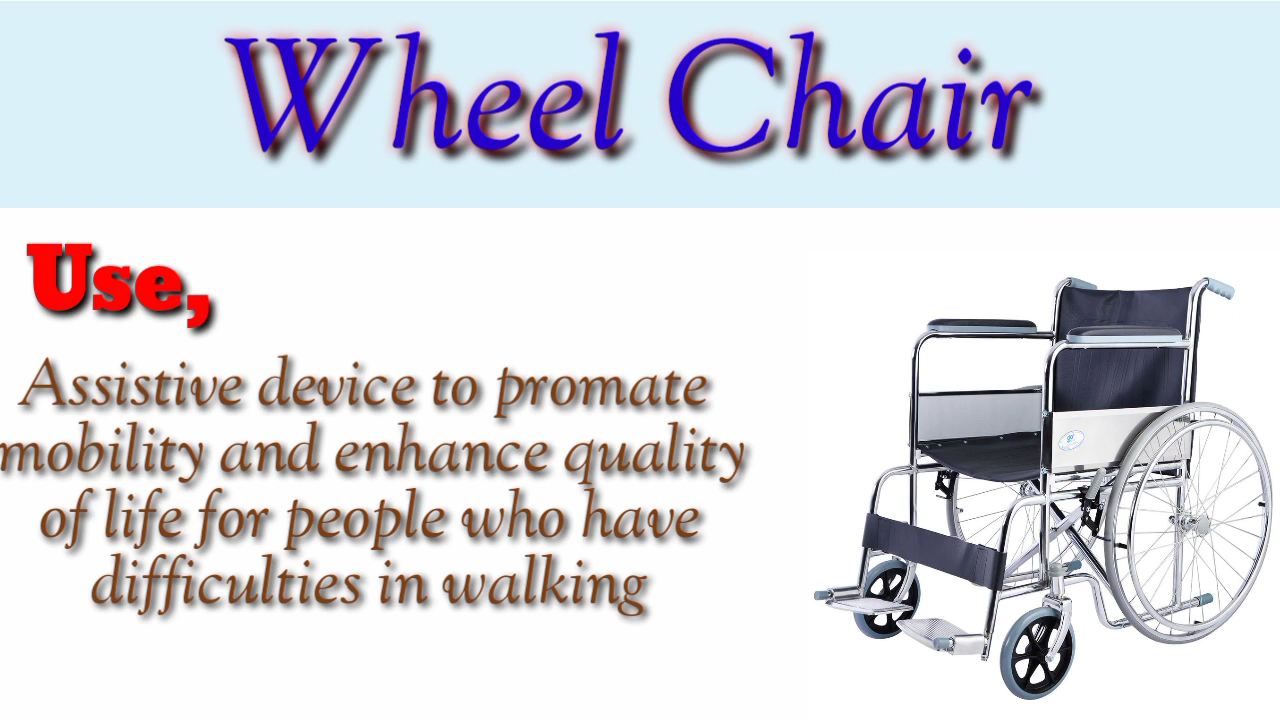 Wheel Chair
Use,
Assistive device to promate
mobility and enhance quality
of life for people who have
difficulties in walking